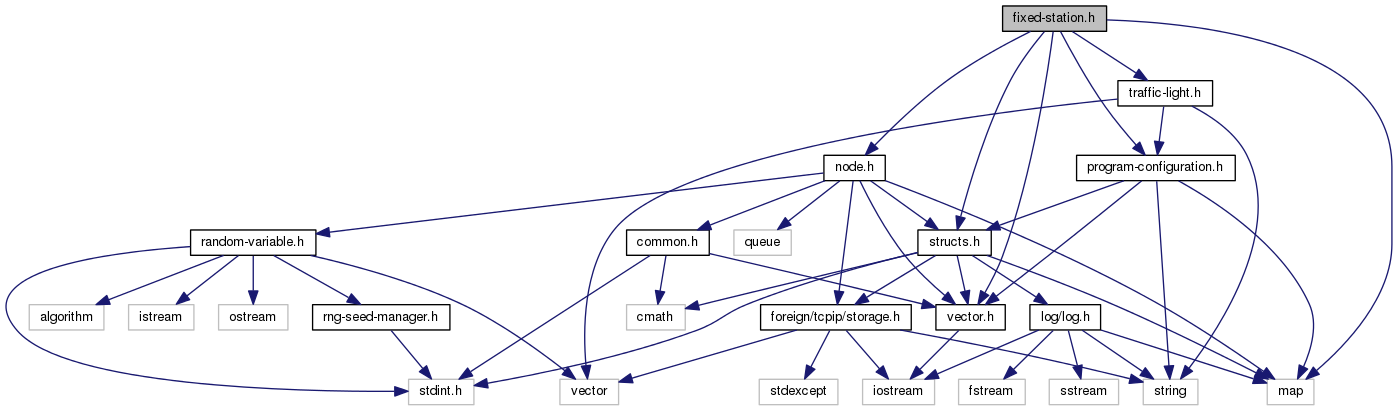 fixed-station.h
traffic-light.h
node.h
program-configuration.h
random-variable.h
common.h
queue
structs.h
algorithm
istream
ostream
rng-seed-manager.h
cmath
foreign/tcpip/storage.h
vector.h
log/log.h
stdint.h
vector
stdexcept
iostream
fstream
sstream
string
map